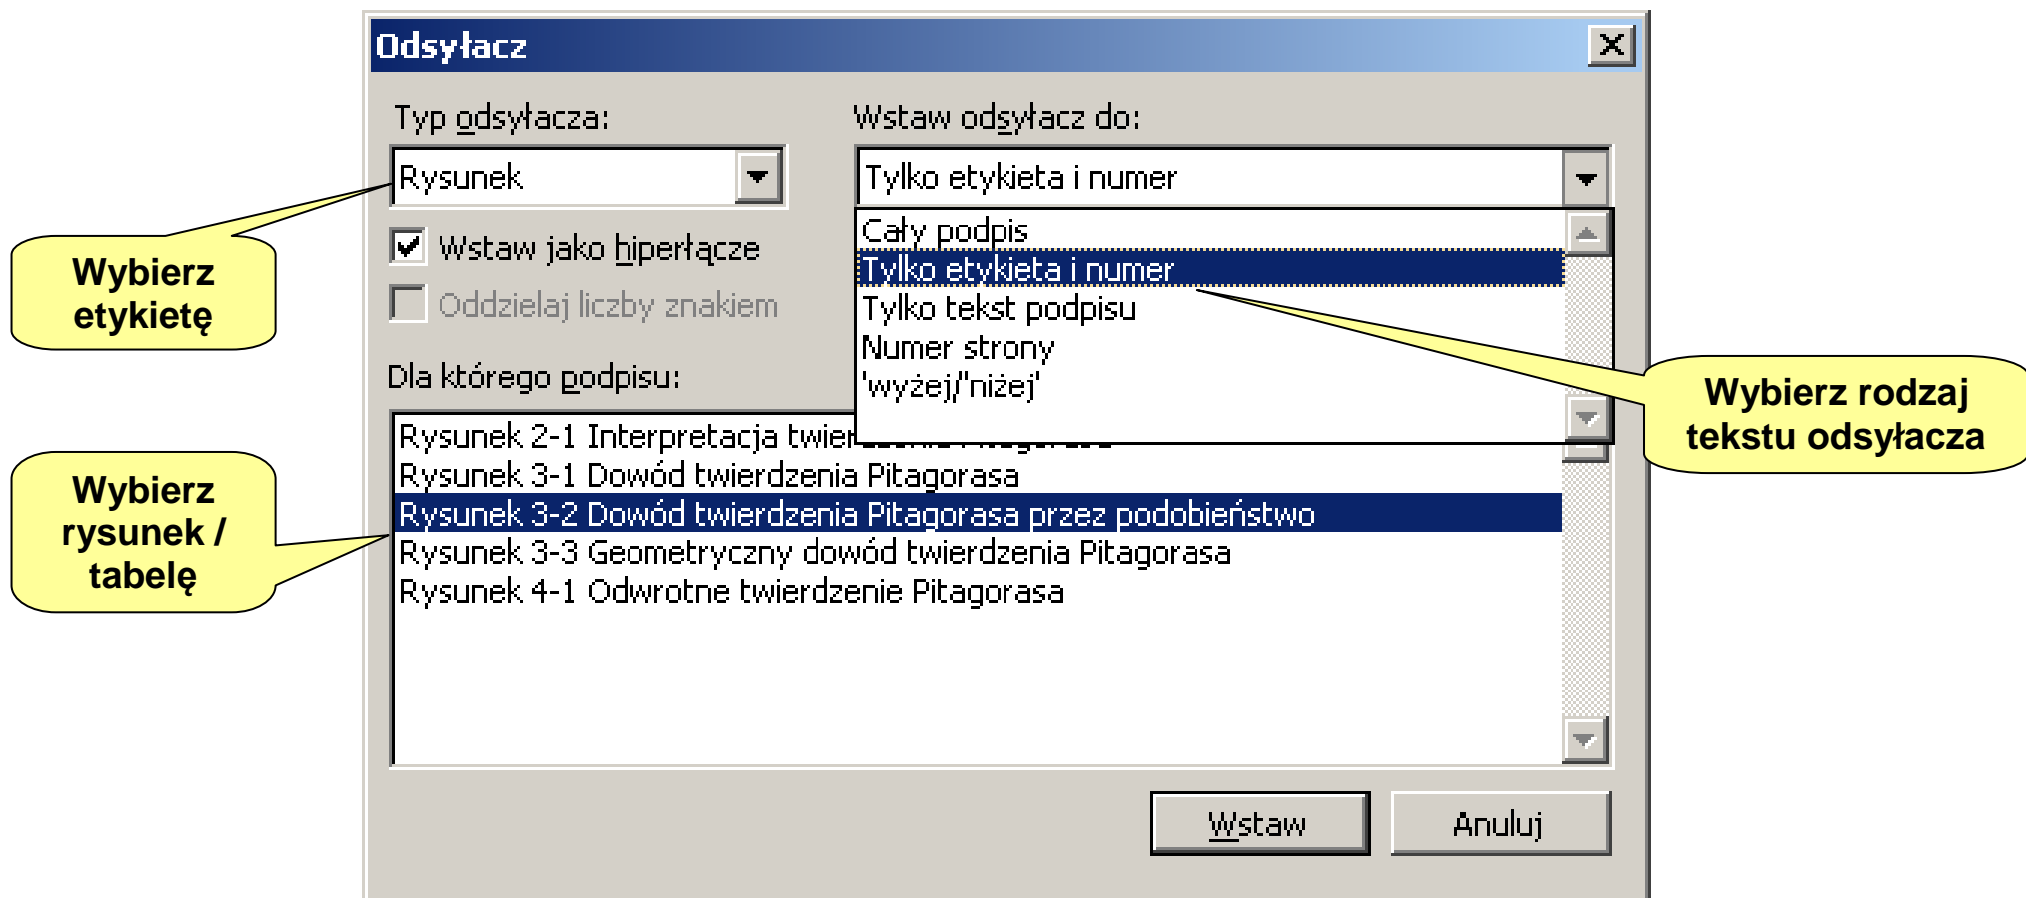 Odsyłacz
Typ odsyłacza:
Wstaw odsyłacz do:
Rysunek
Tylko etykieta i numer
Wstaw jako hiperłącze
Oddzielaj liczby znakiem
Cały podpis
Tylko etykieta i numer
Tylko tekst podpisu
Numer strony
'wyżej/''niżej'
Dla którego podpisu:
Rysunek 2-1 Interpretacja twierdzenia Pitagorasa
Rysunek 3-1 Dowód twierdzenia Pitagorasa
Rysunek 3-2 Dowód twierdzenia Pitagorasa przez podobieństwo
Rysunek 3-3 Geometryczny dowód twierdzenia Pitagorasa
Rysunek 4-1 Odwrotne twierdzenie Pitagorasa
Wstaw
Anuluj
Wybierz
etykietę
Wybierz
rysunek /
tabelę
Wybierz rodzaj
tekstu odsyłacza